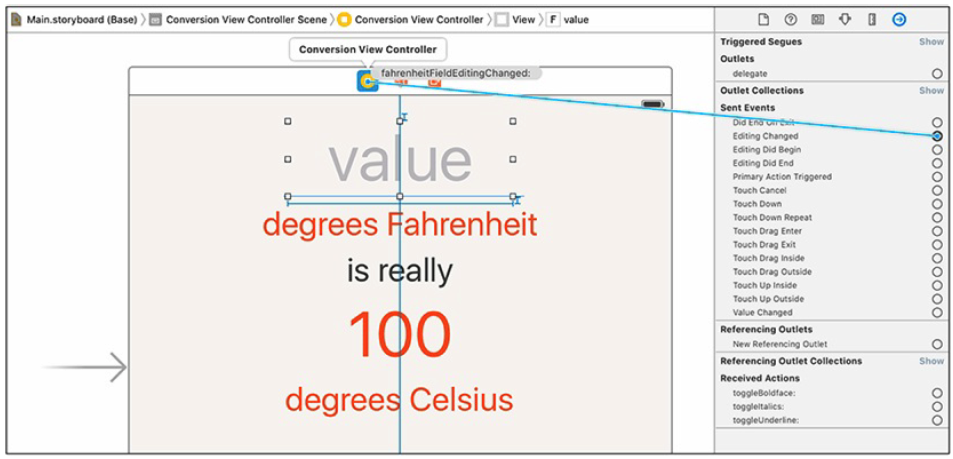 Main.storyboard (Base) 〉 Conversion View Controller Scene 〉 Conversion View Controller 〉 View 〉 F value
Conversion View Controller
fahrenheitFieldEditingChanged:
value
degrees Fahrenheit
is really
100
degrees Celsius
Triggered Segues Show
Outlets
delegate
Outlet Collections Show
Sent Events
Did End On Exit
Editing Changed
Editing Did Begin
Editing Did End
Primary Action Triggered
Touch Cancel
Touch Down
Touch Down Repeat
Touch Drag Enter
Touch Drag Exit
Touch Drag Inside
Touch Drag Outside
Touch Up Inside
Touch Up Outside
Value Changed
Referencing Outlets
New Referencing Outlet
Referencing Outlet Collections Show
Received Actions
toggleBoldface:
toggleItalics:
toggleUnderline: